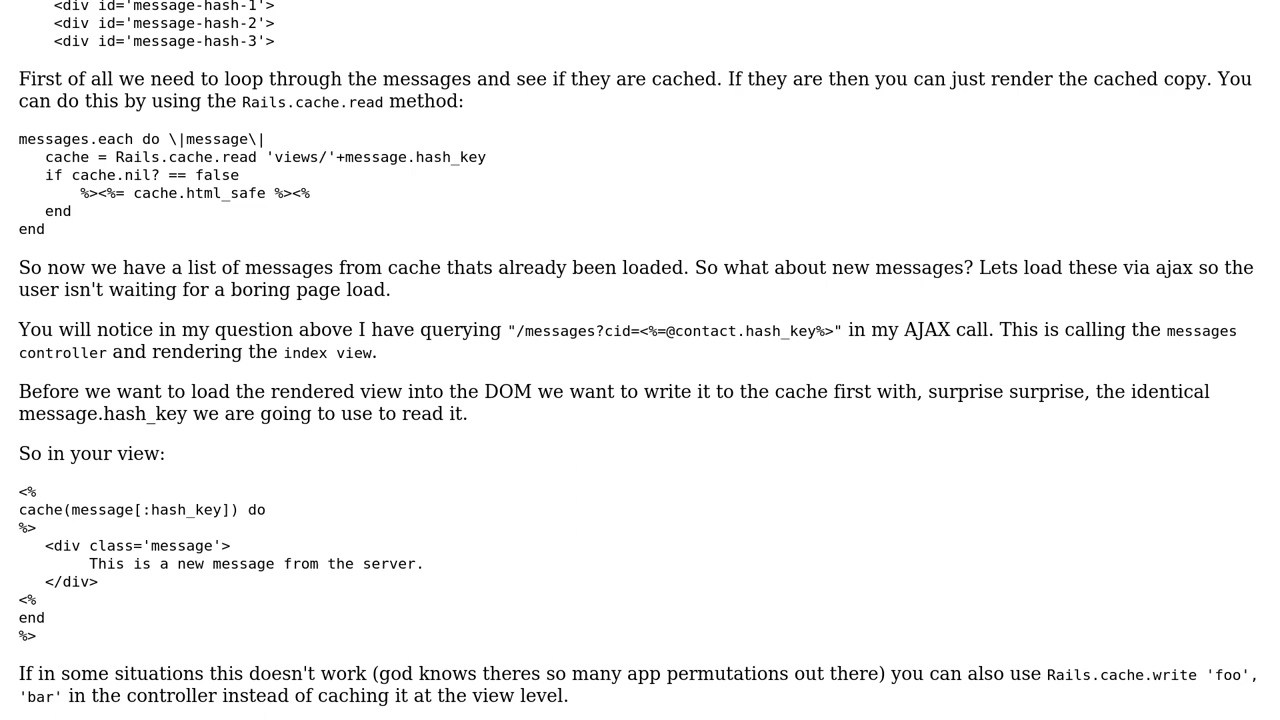 <div id='message-hash-1'>
<div id='message-hash-2'>
<div id='message-hash-3'>
First of all we need to loop through the messages and see if they are cached. If they are then you can just render the cached copy. You
can do this by using the Rails.cache.read method:
messages.each do \|message\|
cache = Rails.cache.read 'views/'+message.hash_key
if cache.nil? == false
%><%= cache.html_safe %><%
end
end
So now we have a list of messages from cache thats already been loaded. So what about new messages? Lets load these via ajax so the
user isn't waiting for a boring page load.
You will notice in my question above I have querying "/messages?cid=<%=@contact.hash_key%>" in my AJAX call. This is calling the messages
controller and rendering the index view.
Before we want to load the rendered view into the DOM we want to write it to the cache first with, surprise surprise, the identical
message.hash_key we are going to use to read it.
So in your view:
<%
cache(message[:hash_key]) do
%>
<div class='message'>
This is a new message from the server.
</div>
<%
end
%>
If in some situations this doesn't work (god knows theres so many app permutations out there) you can also use Rails.cache.write 'foo',
'bar' in the controller instead of caching it at the view level.